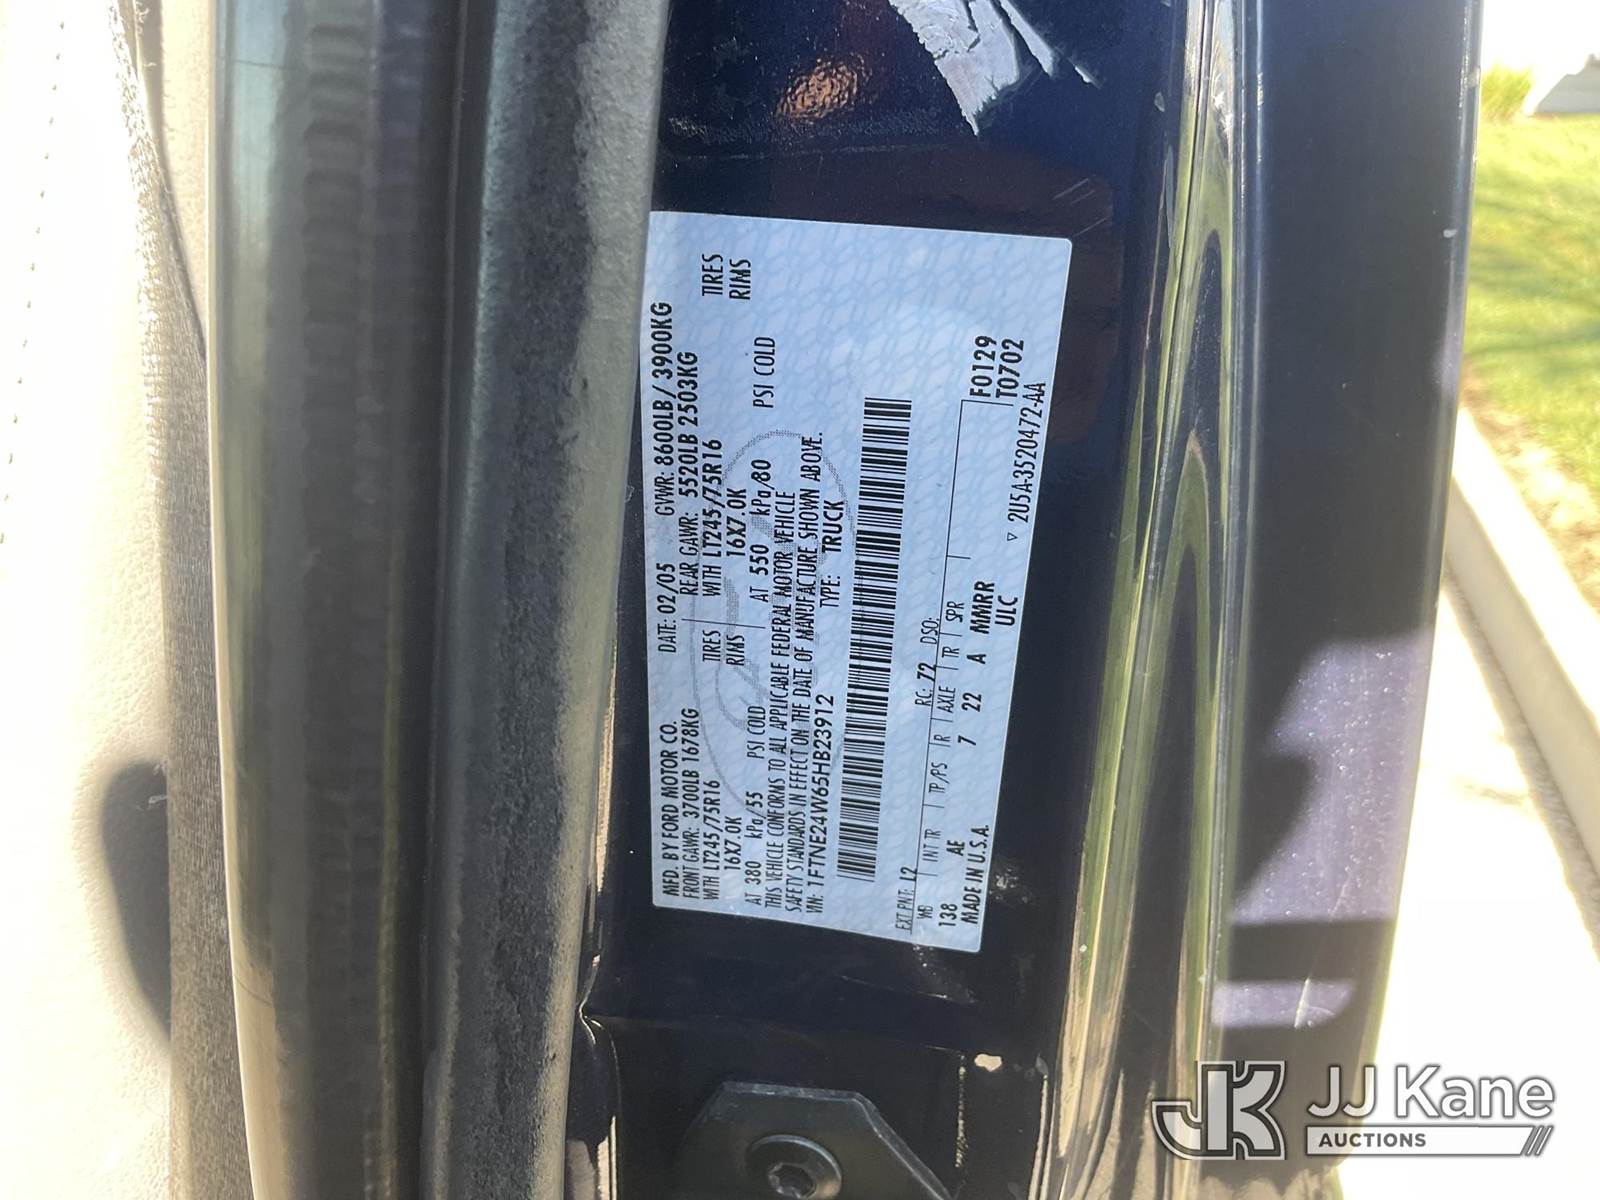 MFD. BY FORD MOTOR CO.
DATE: 02/05 GVWR: 8600LB / 3900KG
FRONT GAWR: 3700LB 1678KG REAR GAWR: 5520LB 2503KG
WITH LT245/75R16 TIRES WITH LT245/75R16 TIRES
16X7.0K RIMS 16X7.0K RIMS
AT 380 kPa/55 PSI COLD AT 550 kPa/80 PSI COLD
THIS VEHICLE CONFORMS TO ALL APPLICABLE FEDERAL MOTOR VEHICLE
SAFETY STANDARDS IN EFFECT ON THE DATE OF MANUFACTURE SHOWN ABOVE.
VIN: 1FTNE24W65HB23912 TYPE: TRUCK
EXT PNT: L2 RC: 72 DSO:
WB INT TR TP/PS R AXLE TR SPR F0129
138 AE 7 22 A MMRR T0702
MADE IN U.S.A. ULC
▽ 2U5A-3520472-AA
JK JJ Kane
AUCTIONS